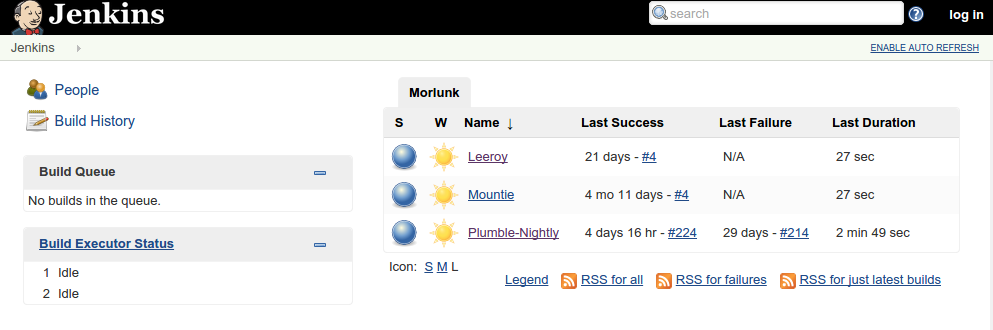 Jenkins
search
log in
Jenkins
ENABLE AUTO REFRESH
People
Build History
Build Queue
No builds in the queue.
Build Executor Status
1 Idle
2 Idle
Morlunk
S W Name ↓ Last Success Last Failure Last Duration
Leeroy 21 days - #4 N/A 27 sec
Mountie 4 mo 11 days - #4 N/A 27 sec
Plumble-Nightly 4 days 16 hr - #224 29 days - #214 2 min 49 sec
Icon: S M L
Legend RSS for all RSS for failures RSS for just latest builds